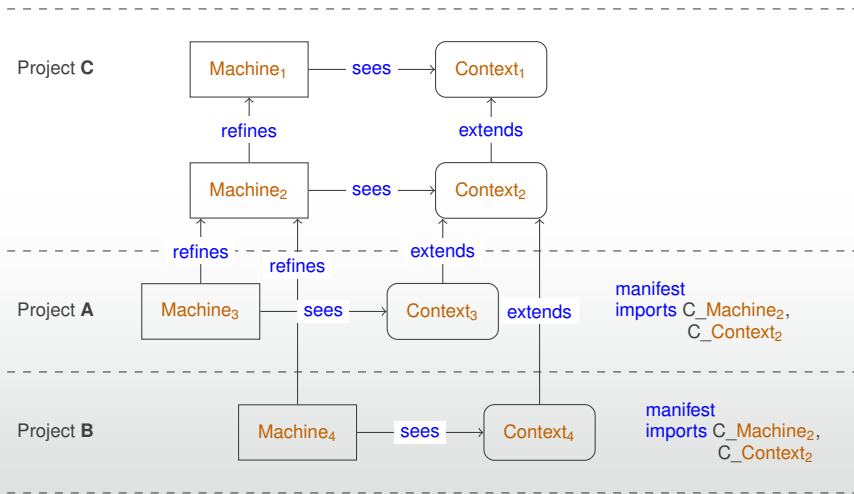 Project C
Machine₁ sees Context₁
refines extends
Machine₂ sees Context₂
refines refines extends
Project A
Machine₃ sees Context₃ extends
manifest
imports C_Machine₂,
C_Context₂
Project B
Machine₄ sees Context₄
manifest
imports C_Machine₂,
C_Context₂